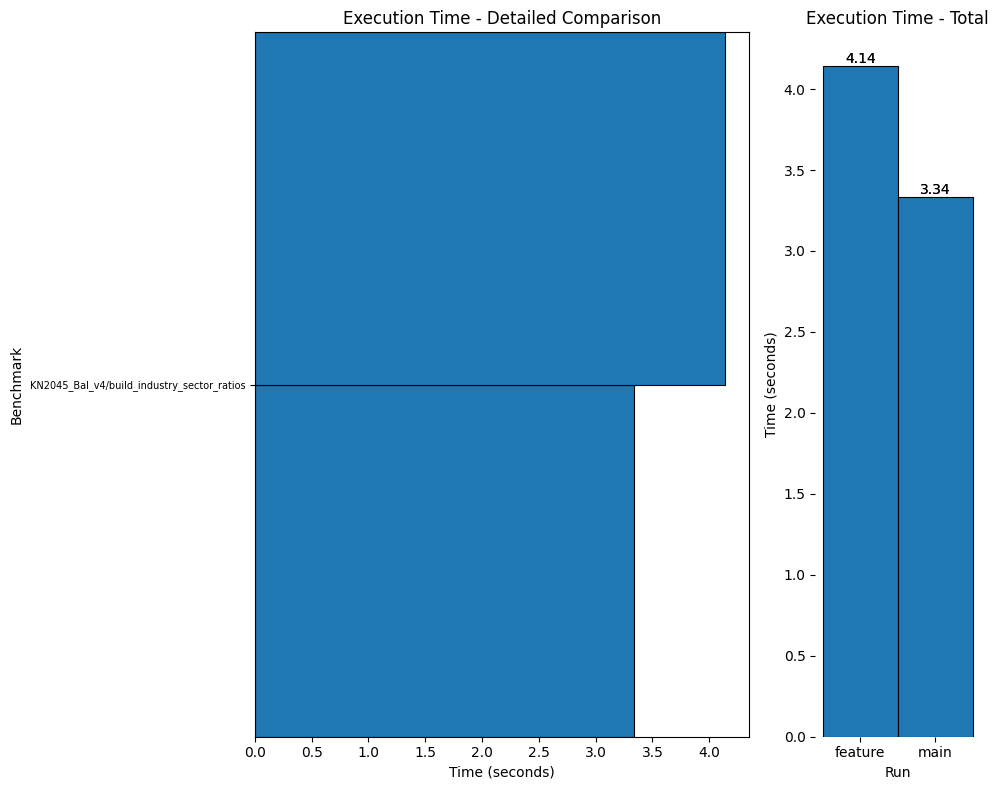 Execution Time - Detailed Comparison
Benchmark
KN2045_Bal_v4/build_industry_sector_ratios
0.0 0.5 1.0 1.5 2.0 2.5 3.0 3.5 4.0
Time (seconds)
Execution Time - Total
Time (seconds)
4.0
3.5
3.0
2.5
2.0
1.5
1.0
0.5
0.0
4.14
3.34
feature main
Run